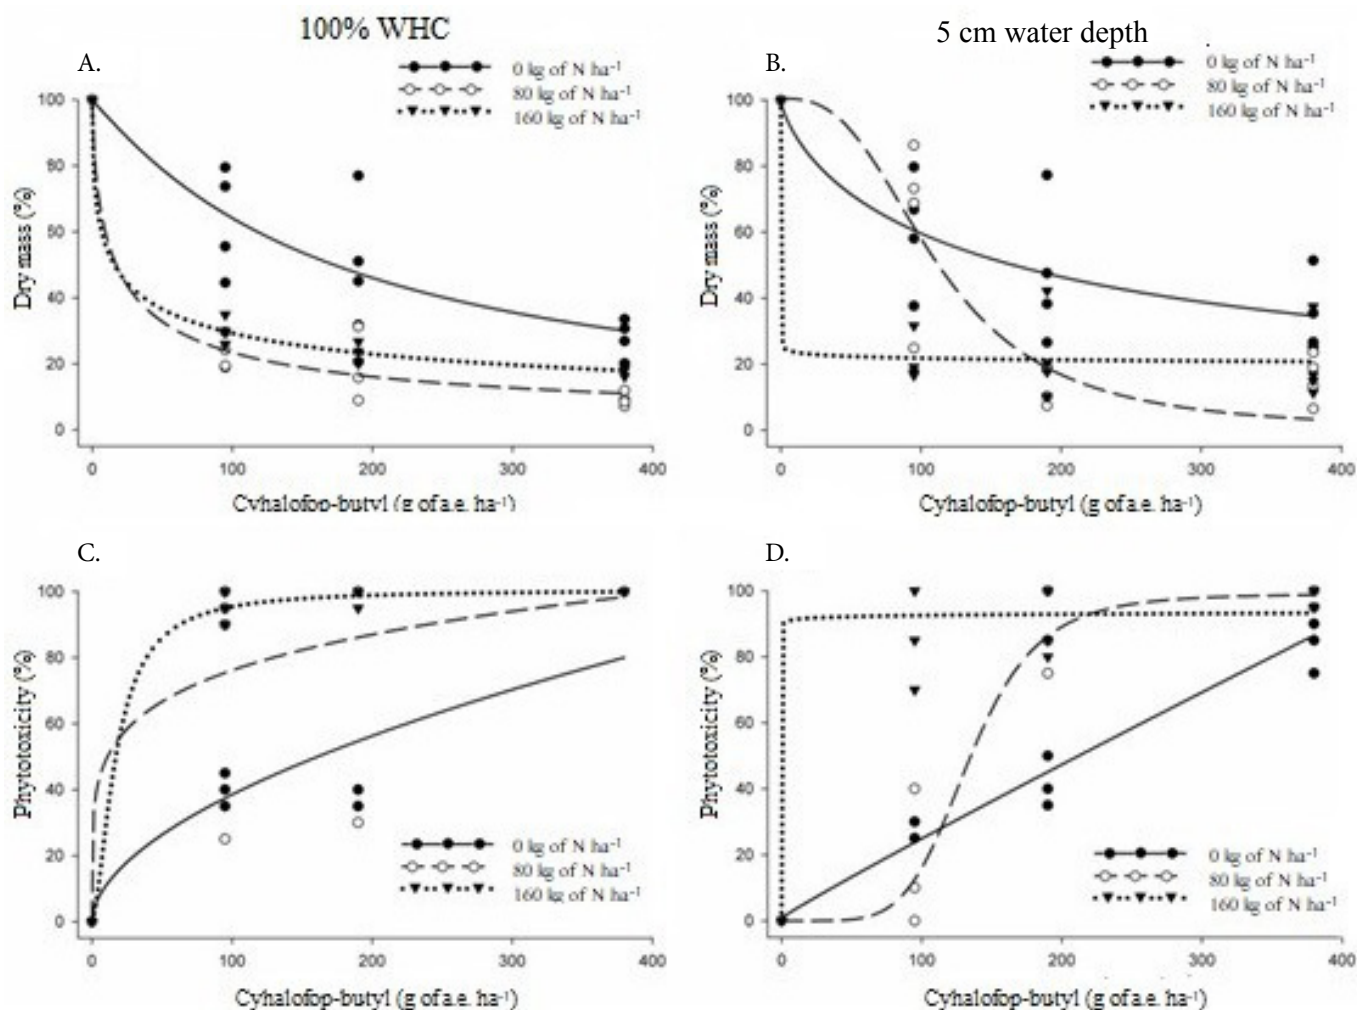 100% WHC
5 cm water depth
A.
0 kg of N ha⁻¹
80 kg of N ha⁻¹
160 kg of N ha⁻¹
100
80
60
40
20
0
Dry mass (%)
0 100 200 300 400
Cyhalofop-butyl (g of a.e. ha⁻¹)
B.
0 kg of N ha⁻¹
80 kg of N ha⁻¹
160 kg of N ha⁻¹
100
80
60
40
20
0
Dry mass (%)
0 100 200 300 400
Cyhalofop-butyl (g of a.e. ha⁻¹)
C.
100
80
60
40
20
0
Phytotoxicity (%)
0 kg of N ha⁻¹
80 kg of N ha⁻¹
160 kg of N ha⁻¹
0 100 200 300 400
Cyhalofop-butyl (g of a.e. ha⁻¹)
D.
100
80
60
40
20
0
Phytotoxicity (%)
0 kg of N ha⁻¹
80 kg of N ha⁻¹
160 kg of N ha⁻¹
0 100 200 300 400
Cyhalofop-butyl (g of a.e. ha⁻¹)